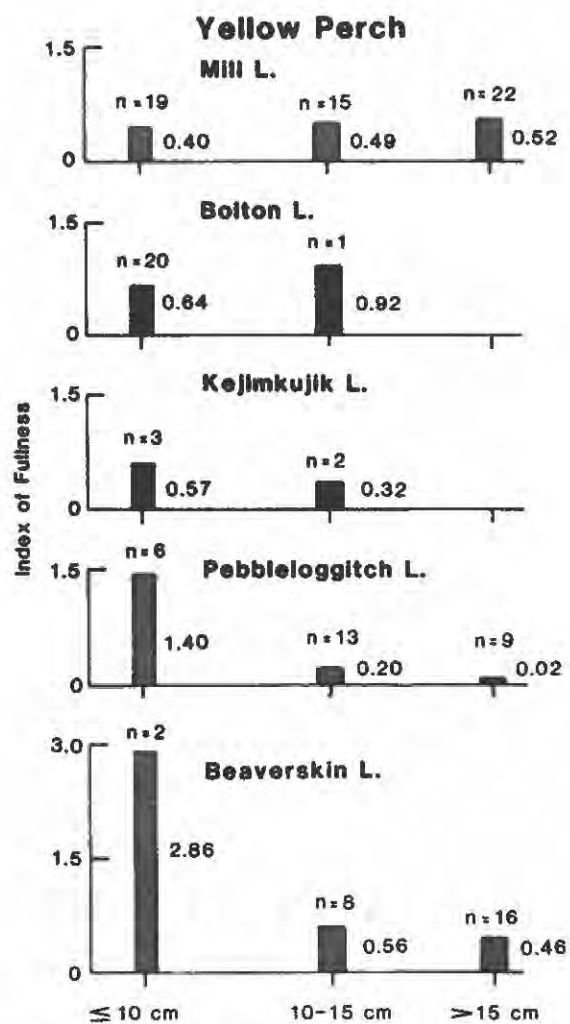 Yellow Perch
Mill L.
1.5
n=19
n=15
n=22
0.40
0.49
0.52
0
Bolton L.
1.5
n=20
n=1
0.64
0.92
0
Kejimkujik L.
1.5
n=3
n=2
0.57
0.32
0
Index of Fullness
Pebbleloggitch L.
1.5
n=6
n=13
n=9
1.40
0.20
0.02
0
Beaverskin L.
3.0
n=2
1.5
2.86
n=8
n=16
0.56
0.46
0
≦ 10 cm
10-15 cm
>15 cm